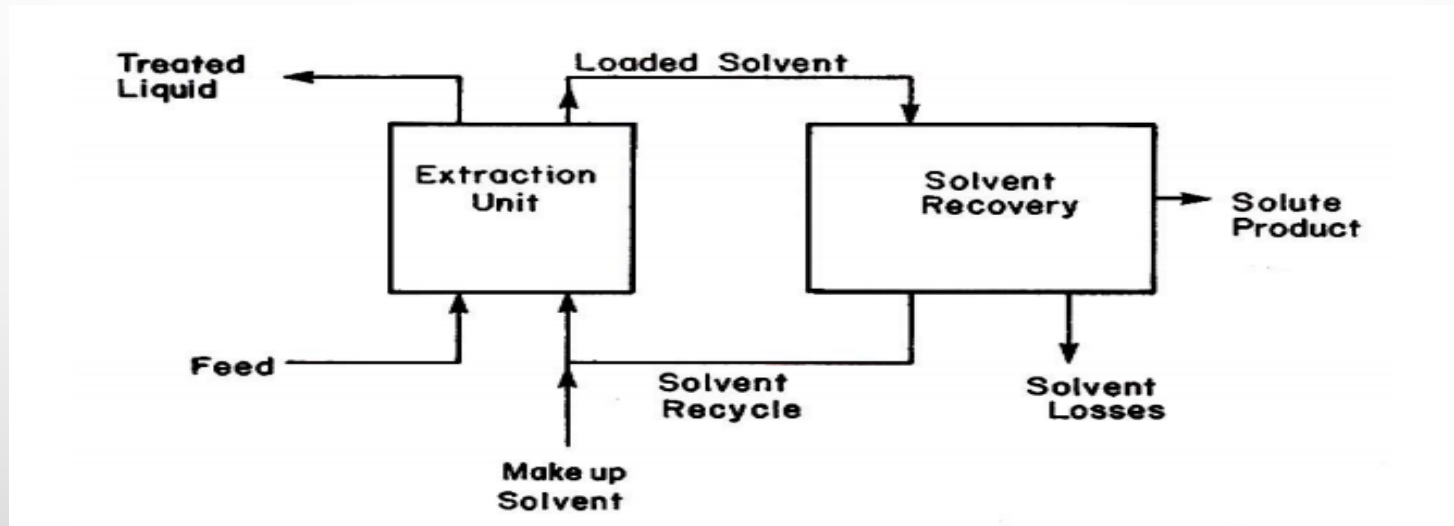 Treated
Liquid
Loaded Solvent
Extraction
Unit
Solvent
Recovery
Solute
Product
Feed
Solvent
Recycle
Solvent
Losses
Make up
Solvent